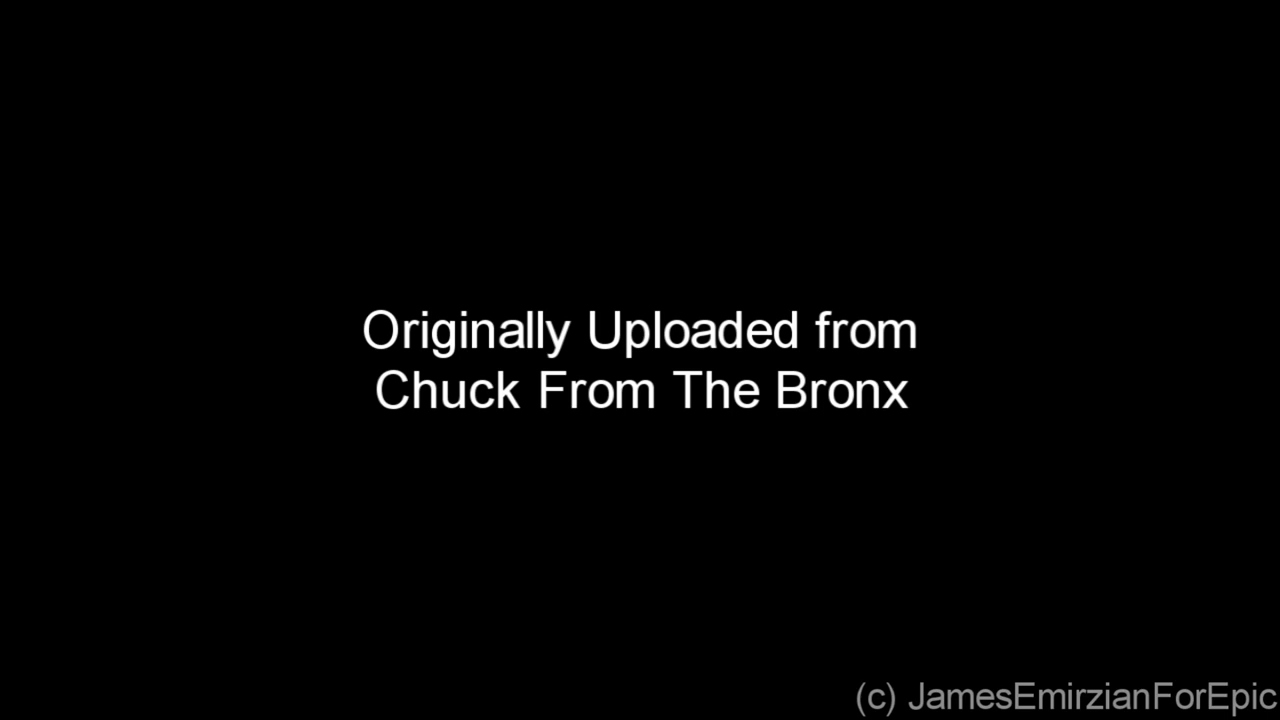 Originally Uploaded from
Chuck From The Bronx
(c) JamesEmirzianForEpic